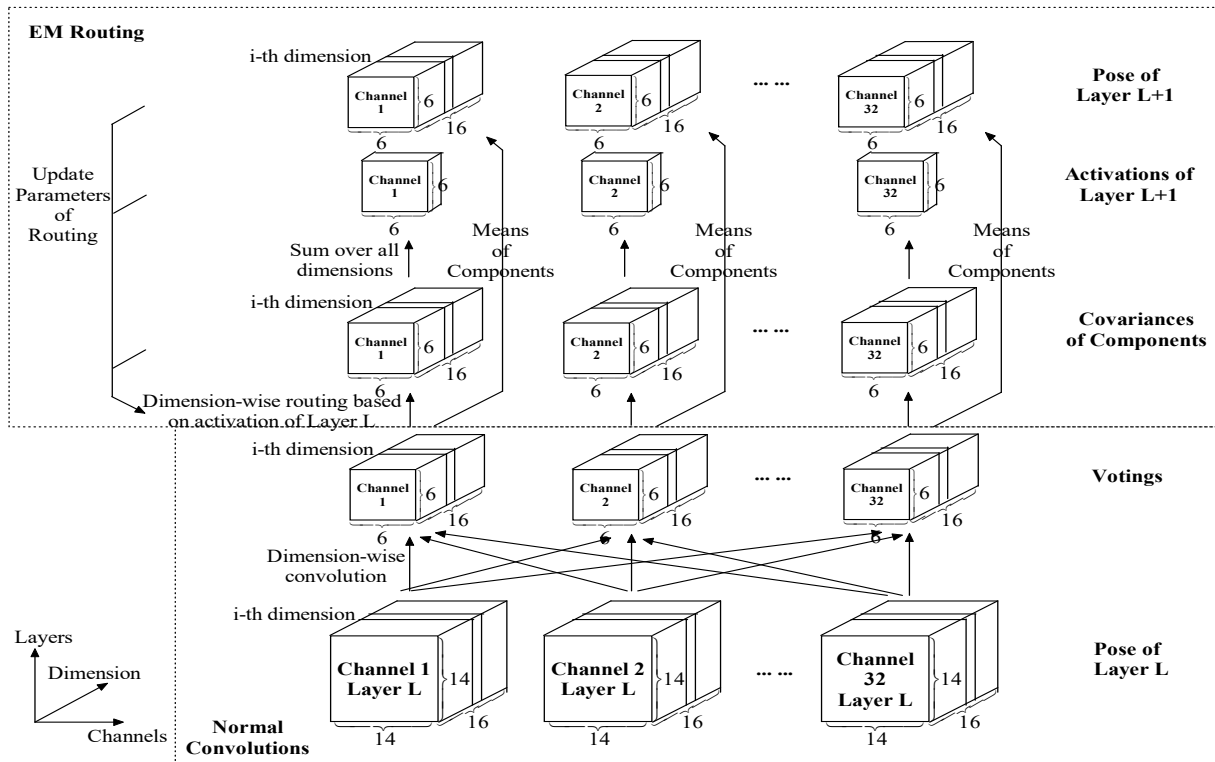 EM Routing
i-th dimension
Channel
1
6
16
6
Channel
2
6
16
6
... ...
Channel
32
6
16
6
Pose of
Layer L+1
Update
Parameters
of
Routing
Channel
1
6
6
Channel
2
6
6
Channel
32
6
6
Activations of
Layer L+1
Sum over all
dimensions
Means
of
Components
Means
of
Components
Means
of
Components
i-th dimension
Channel
1
6
16
6
Channel
2
6
16
6
... ...
Channel
32
6
16
6
Covariances
of Components
Dimension-wise routing based
on activation of Layer L
i-th dimension
Channel
1
6
16
6
Channel
2
6
16
6
... ...
Channel
32
6
16
6
Votings
Dimension-wise
convolution
i-th dimension
Channel 1
Layer L
14
16
14
Channel 2
Layer L
14
16
14
... ...
Channel
32
Layer L
14
16
14
Pose of
Layer L
Layers
Dimension
Channels
Normal
Convolutions